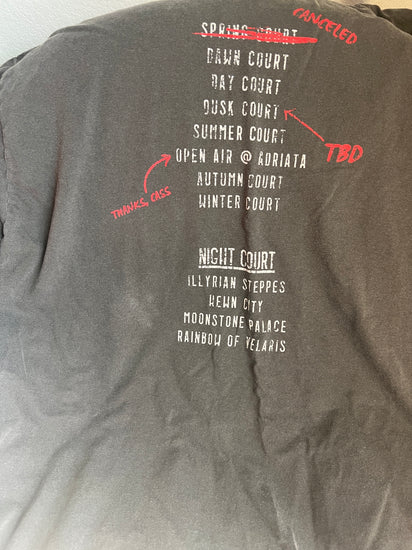 CANCELED
SPRING COURT
DAWN COURT
DAY COURT
DUSK COURT
SUMMER COURT
TBD
OPEN AIR @ ADRIATA
AUTUMN COURT
THANKS, CASS
WINTER COURT
NIGHT COURT
ILLYRIAN STEPPES
HEWN CITY
MOONSTONE PALACE
RAINBOW OF VELARIS